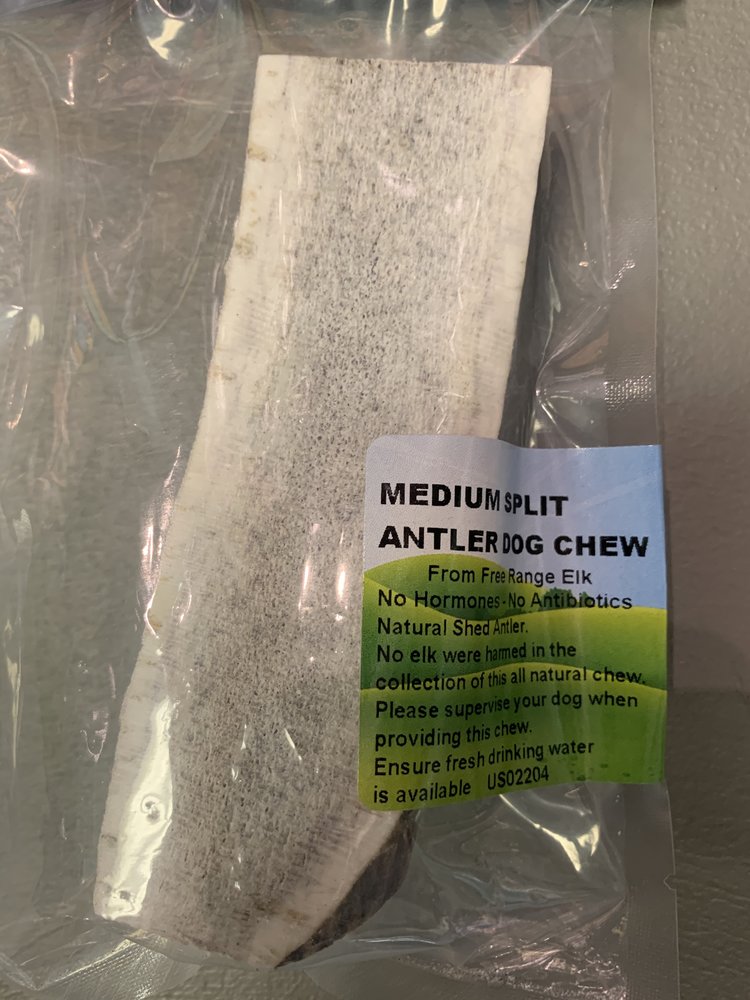 MEDIUM SPLIT
ANTLER DOG CHEW
From Free Range Elk
No Hormones - No Antibiotics
Natural Shed Antler.
No elk were harmed in the
collection of this all natural chew.
Please supervise your dog when
providing this chew.
Ensure fresh drinking water
is available US02204